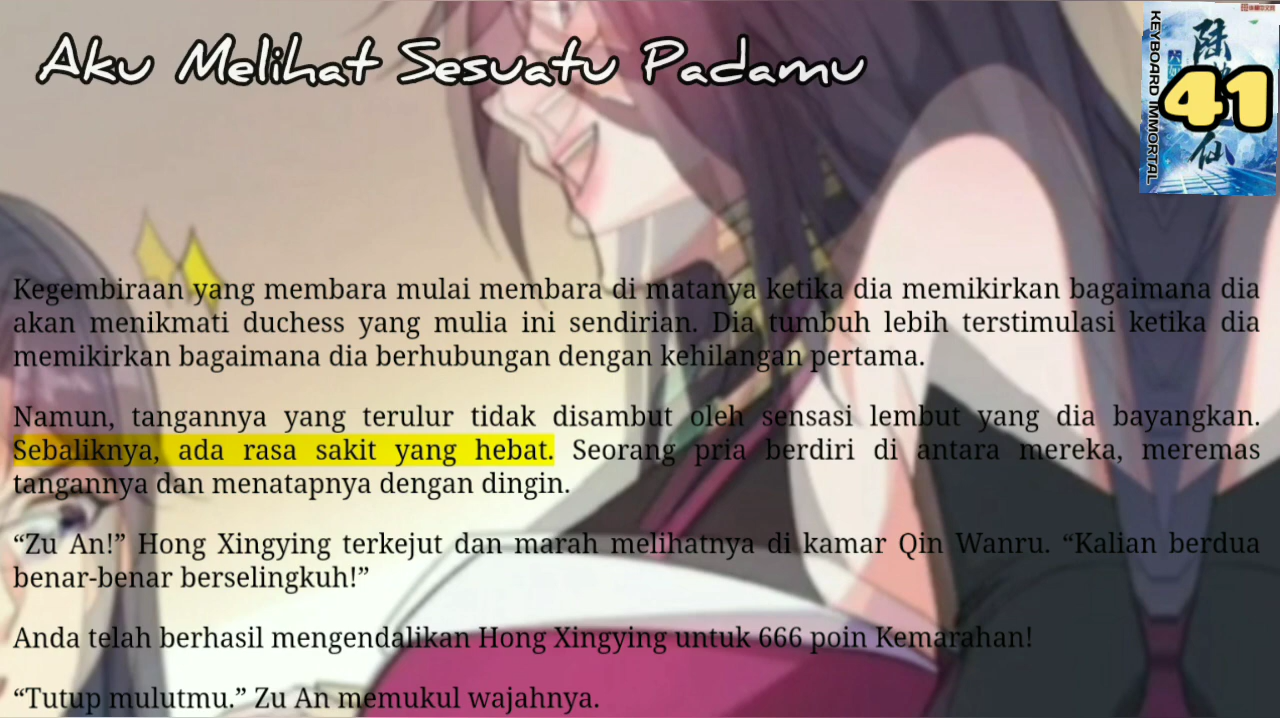 Aku Melihat Sesuatu Padamu
KEYBOARD IMMORTAL
41
陆
仙
Kegembiraan yang membara mulai membara di matanya ketika dia memikirkan bagaimana dia
akan menikmati duchess yang mulia ini sendirian. Dia tumbuh lebih terstimulasi ketika dia
memikirkan bagaimana dia berhubungan dengan kehilangan pertama.
Namun, tangannya yang terulur tidak disambut oleh sensasi lembut yang dia bayangkan.
Sebaliknya, ada rasa sakit yang hebat. Seorang pria berdiri di antara mereka, meremas
tangannya dan menatapnya dengan dingin.
“Zu An!” Hong Xingying terkejut dan marah melihatnya di kamar Qin Wanru. “Kalian berdua
benar-benar berselingkuh!”
Anda telah berhasil mengendalikan Hong Xingying untuk 666 poin Kemarahan!
“Tutup mulutmu.” Zu An memukul wajahnya.